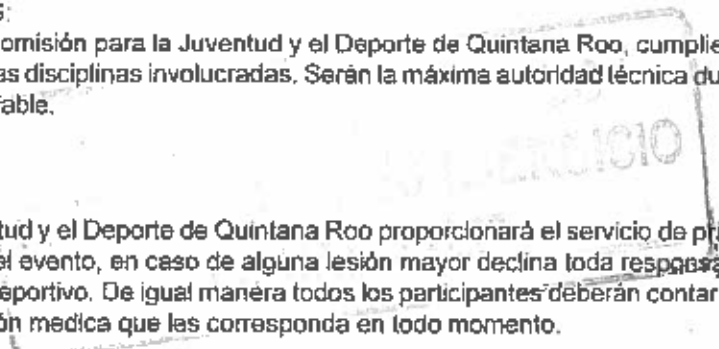 S:
omisión para la Juventud y el Deporte de Quintana Roo, cumplie
as disciplinas involucradas. Serán la máxima autoridad técnica du
able.
ICIO
tud y el Deporte de Quintana Roo proporcionará el servicio de pri
el evento, en caso de alguna lesión mayor declina toda responsa
eportivo. De igual manera todos los participantes deberán contar
ón medica que les corresponda en todo momento.